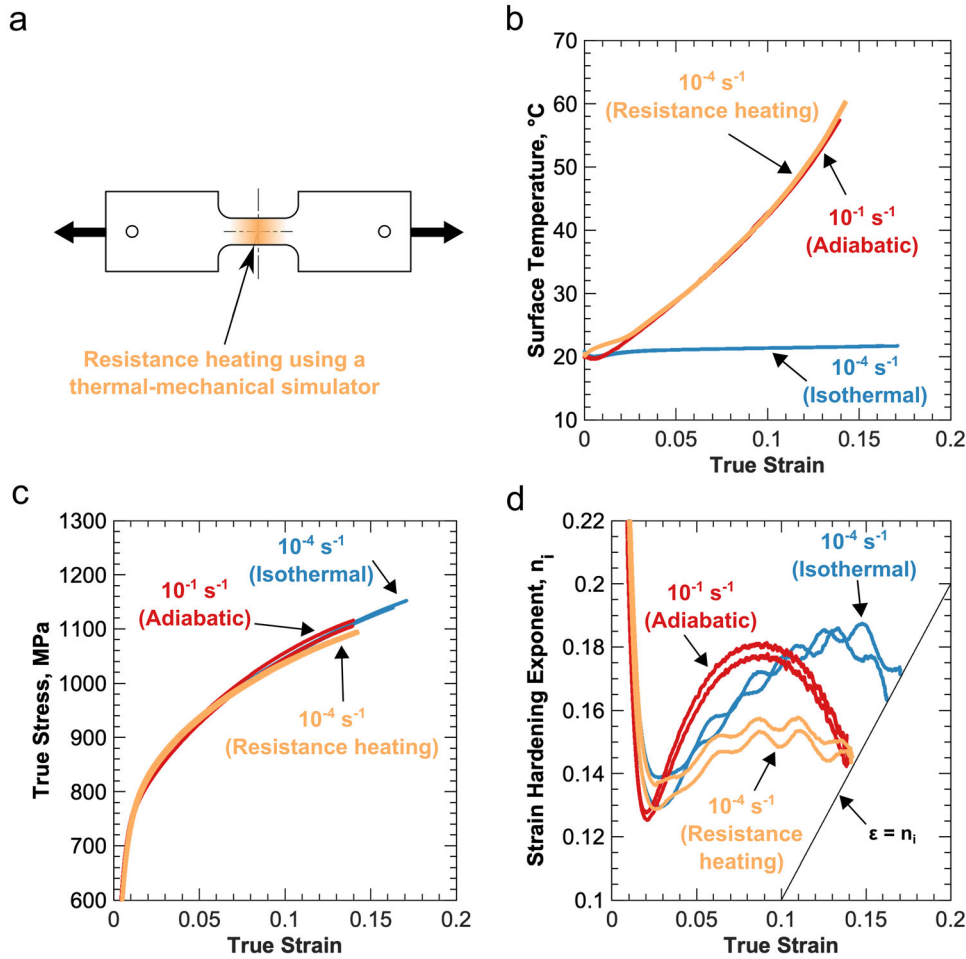 a
Resistance heating using a
thermal-mechanical simulator
b
Surface Temperature, °C
70
60
50
40
30
20
10
10⁻⁴ s⁻¹
(Resistance heating)
10⁻¹ s⁻¹
(Adiabatic)
10⁻⁴ s⁻¹
(Isothermal)
0
0.05
0.1
0.15
0.2
True Strain
c
True Stress, MPa
1300
1200
1100
1000
900
800
700
600
10⁻⁴ s⁻¹
(Isothermal)
10⁻¹ s⁻¹
(Adiabatic)
10⁻⁴ s⁻¹
(Resistance heating)
0
0.05
0.1
0.15
0.2
True Strain
d
Strain Hardening Exponent, nᵢ
0.22
0.2
0.18
0.16
0.14
0.12
0.1
10⁻⁴ s⁻¹
(Isothermal)
10⁻¹ s⁻¹
(Adiabatic)
10⁻⁴ s⁻¹
(Resistance
heating)
ε = nᵢ
0
0.05
0.1
0.15
0.2
True Strain